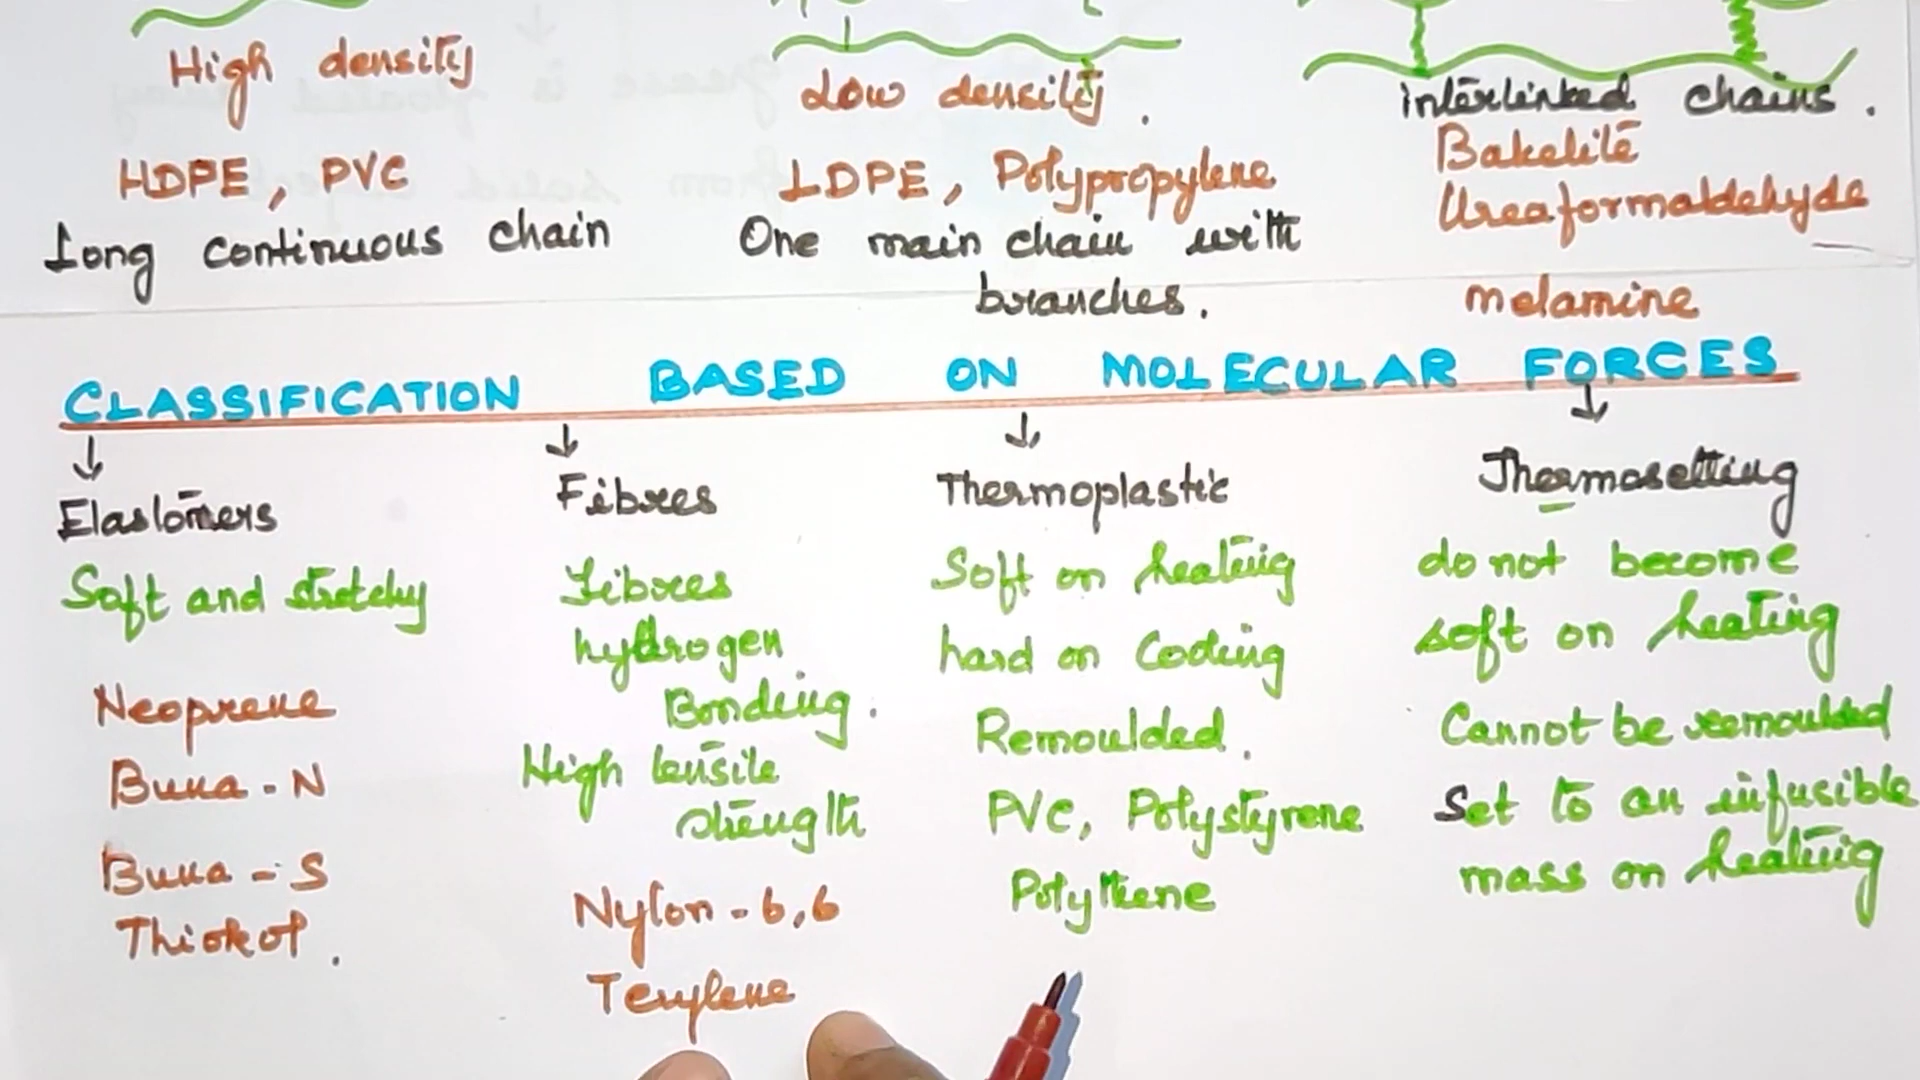 High density
HDPE, PVC
Long continuous chain
Low density.
LDPE, Polypropylene
One main chain with
branches.
interlinked chains.
Bakelite
Ureaformaldehyde
melamine
CLASSIFICATION BASED ON MOLECULAR FORCES
Elastomers
Soft and stretchy
Neoprene
Buna - N
Buna - S
Thiokol.
Fibres
Fibres
hydrogen
Bonding.
High tensile
strength
Nylon - 6,6
Terylene
Thermoplastic
Soft on heating
hard on Cooling
Remoulded.
PVC, Polystyrene
Polythene
Thermosetting
do not become
soft on heating
Cannot be remoulded
Set to an infusible
mass on heating